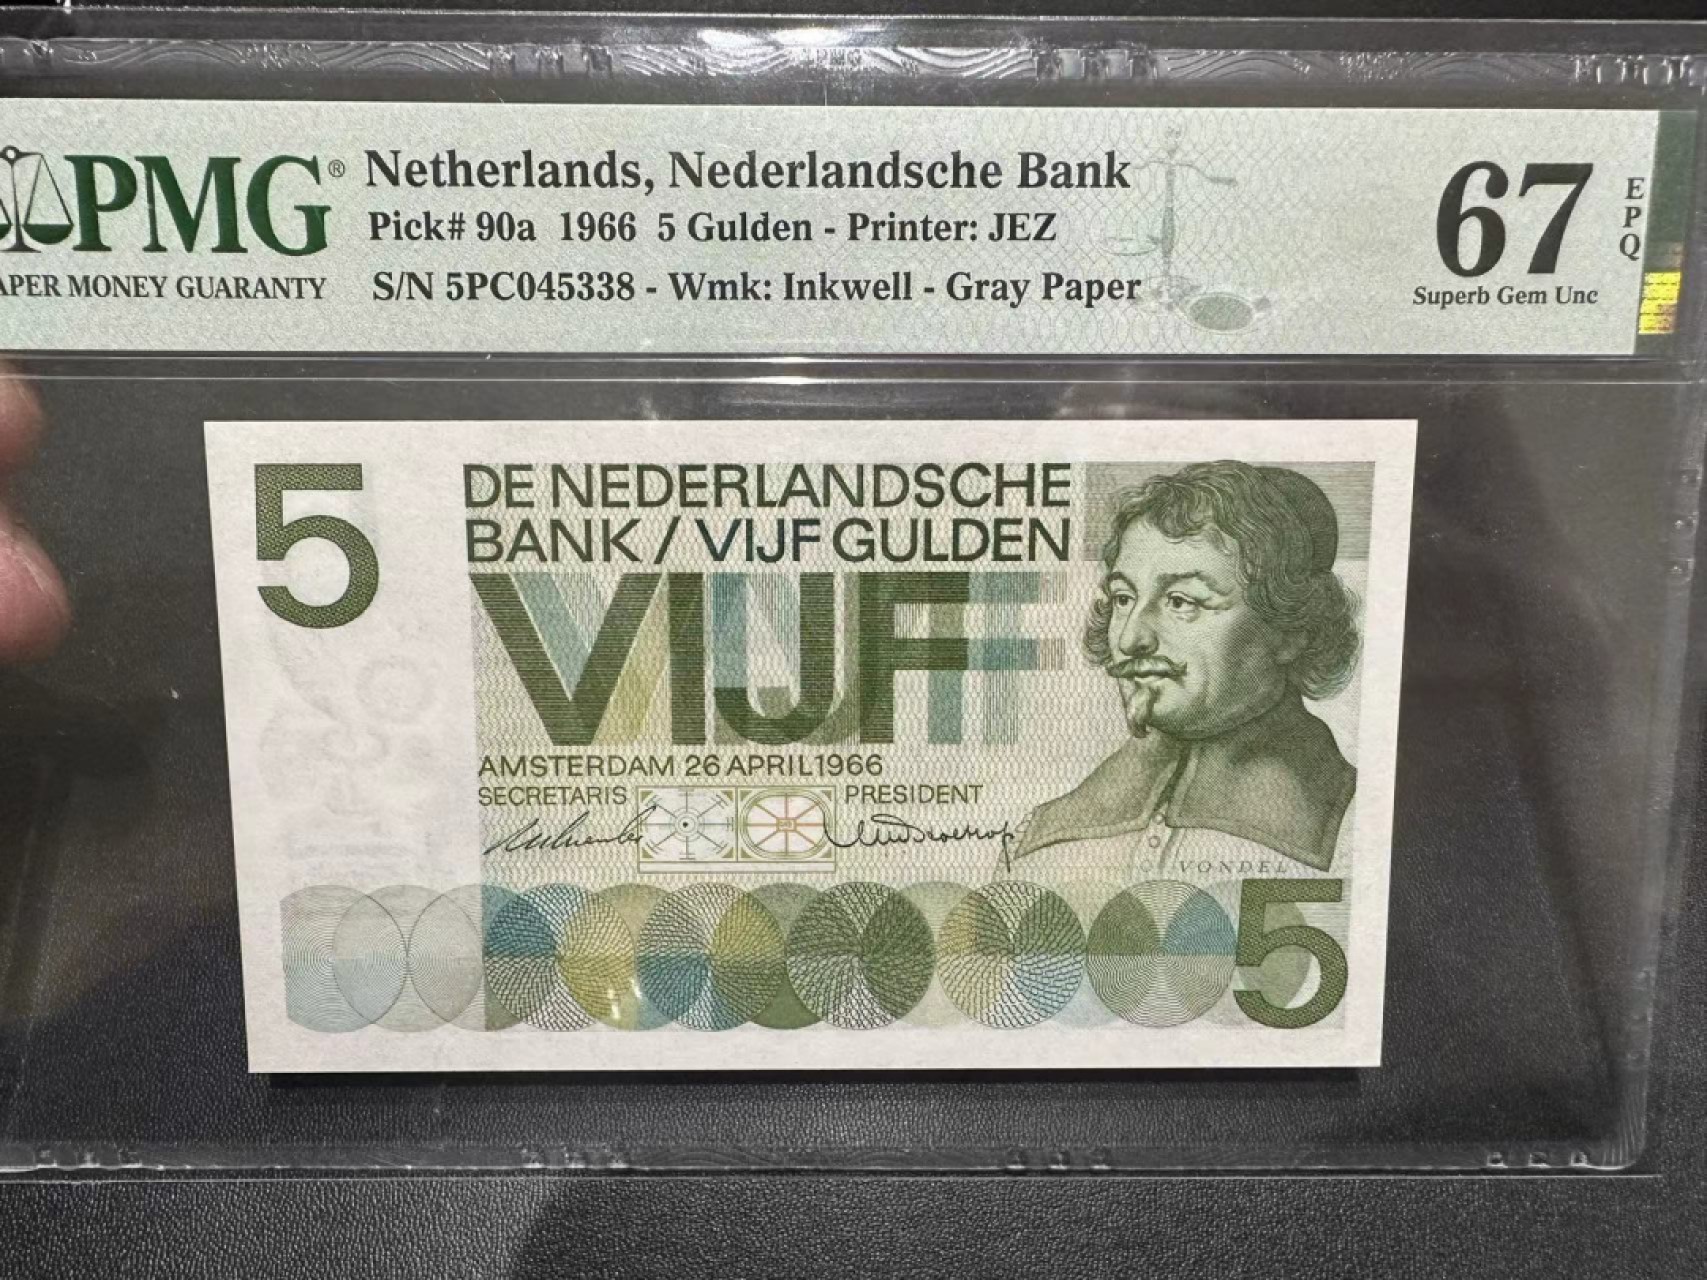 PMG®
APER MONEY GUARANTY
Netherlands, Nederlandsche Bank
Pick# 90a 1966 5 Gulden - Printer: JEZ
S/N 5PC045338 - Wmk: Inkwell - Gray Paper
67
EPQ
Superb Gem Unc
5
DE NEDERLANDSCHE
BANK / VIJF GULDEN
VIJF
AMSTERDAM 26 APRIL 1966
SECRETARIS PRESIDENT
VONDEL
5